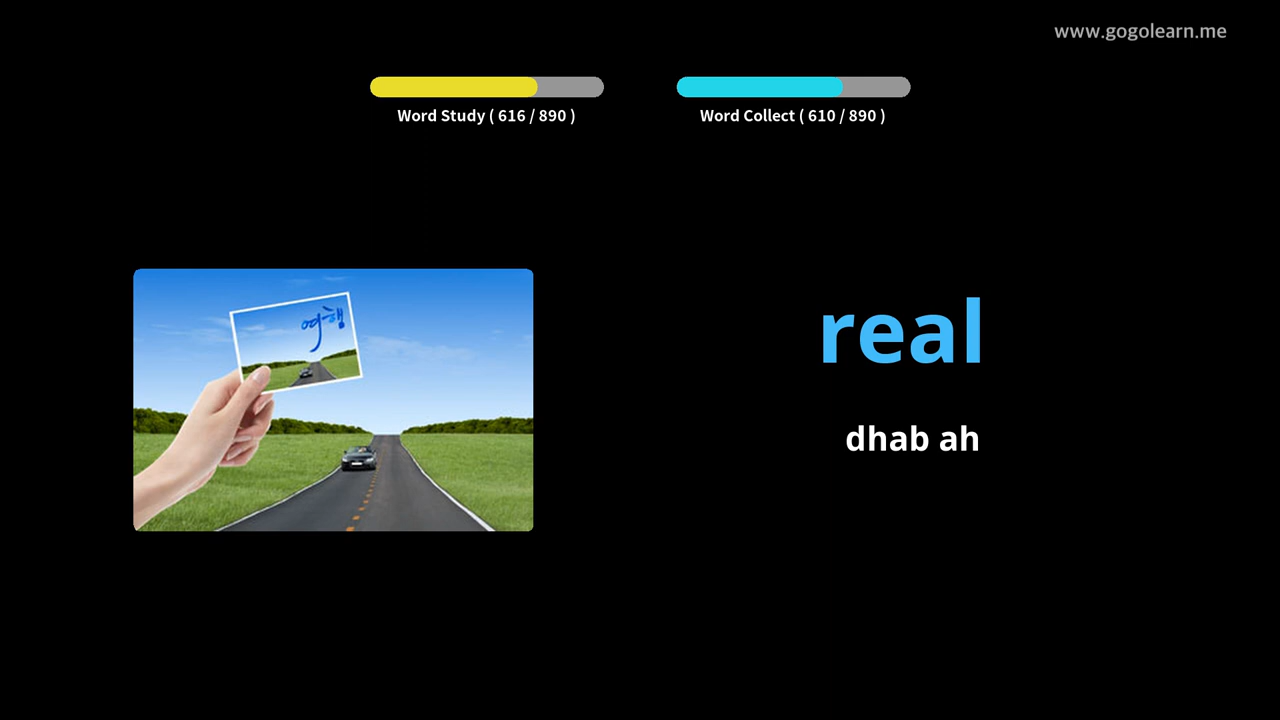 www.gogolearn.me
Word Study ( 616 / 890 )
Word Collect ( 610 / 890 )
여행
real
dhab ah